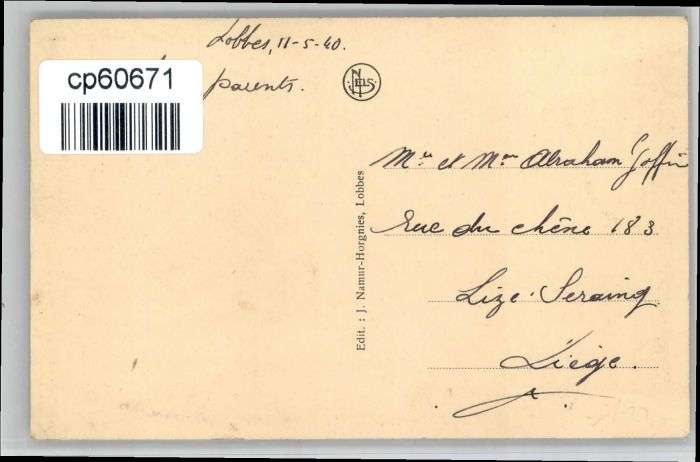 Lobbes, 11-5-40.
cp60671
parents.
Mr et Mme Abraham Goffin
rue du chêne 183
Lize-Seraing
Liège.
Edit. : J. Namur-Horgnies, Lobbes